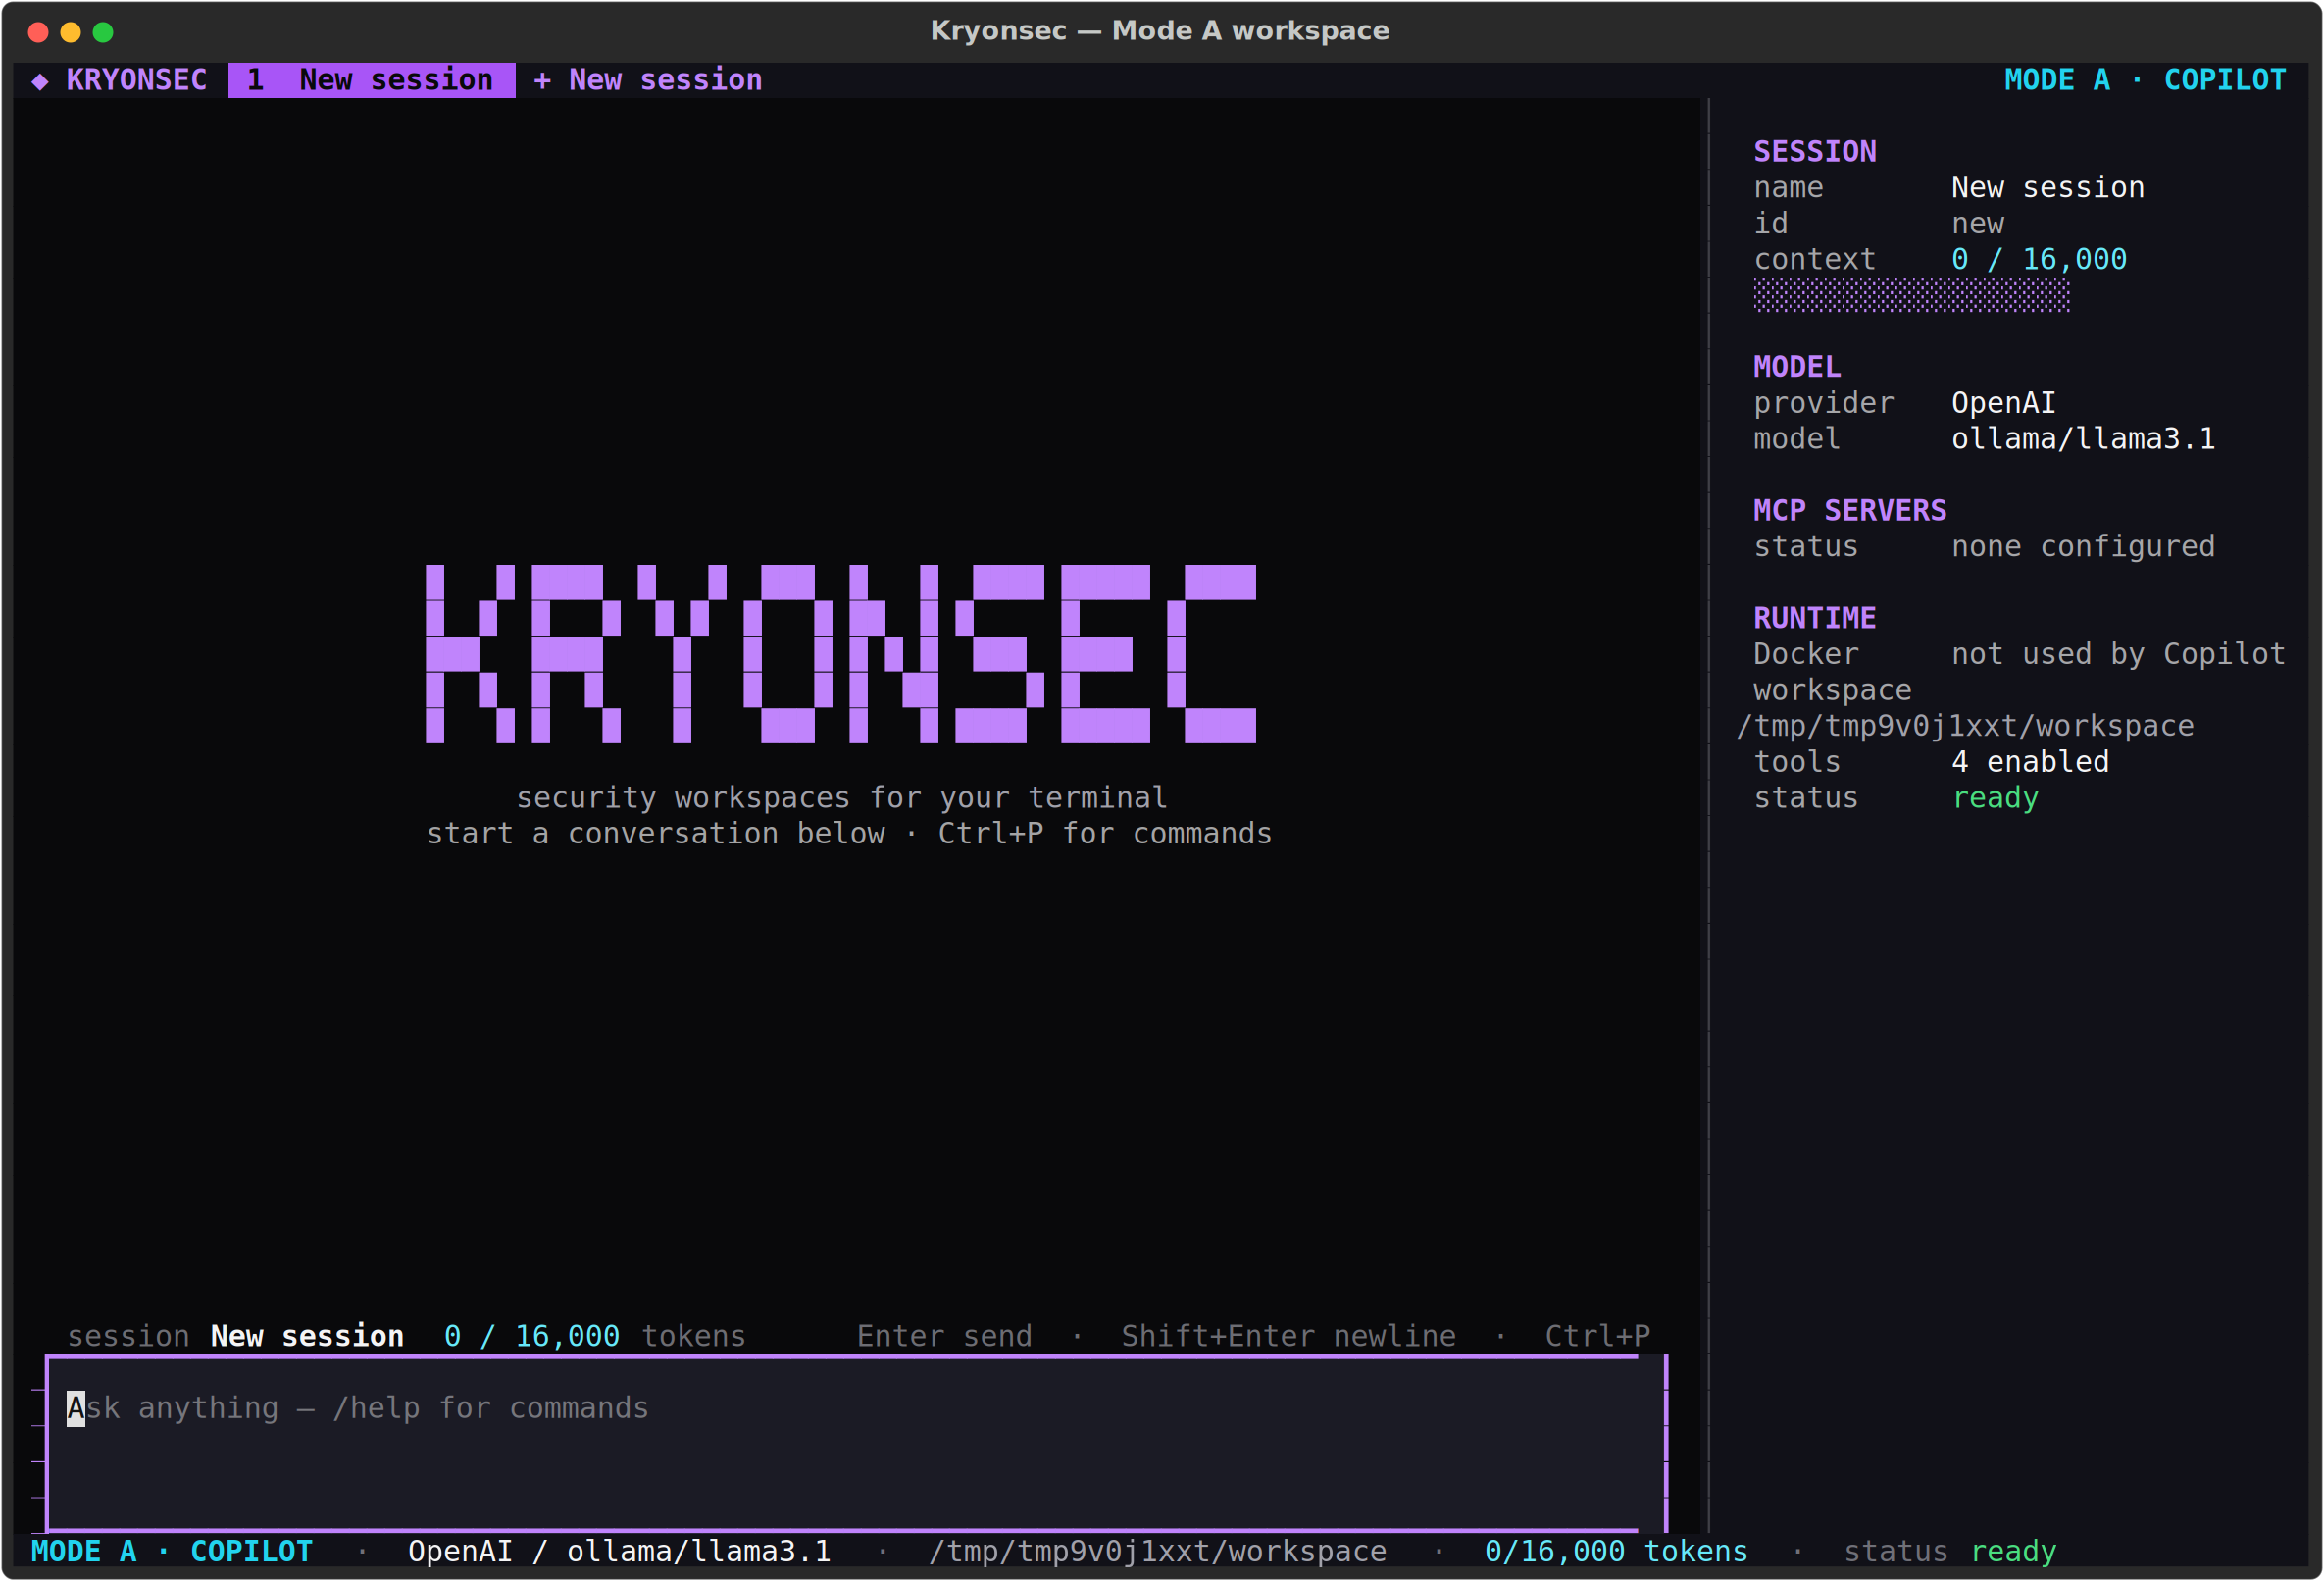 Kryonsec — Mode A workspace
◆ KRYONSEC 1 New session + New session MODE A · COPILOT
KRYONSEC
security workspaces for your terminal
start a conversation below · Ctrl+P for commands
SESSION
name New session
id new
context 0 / 16,000
MODEL
provider OpenAI
model ollama/llama3.1
MCP SERVERS
status none configured
RUNTIME
Docker not used by Copilot
workspace
/tmp/tmp9v0j1xxt/workspace
tools 4 enabled
status ready
session New session 0 / 16,000 tokens Enter send · Shift+Enter newline · Ctrl+P
Ask anything — /help for commands
MODE A · COPILOT · OpenAI / ollama/llama3.1 · /tmp/tmp9v0j1xxt/workspace · 0/16,000 tokens · status ready